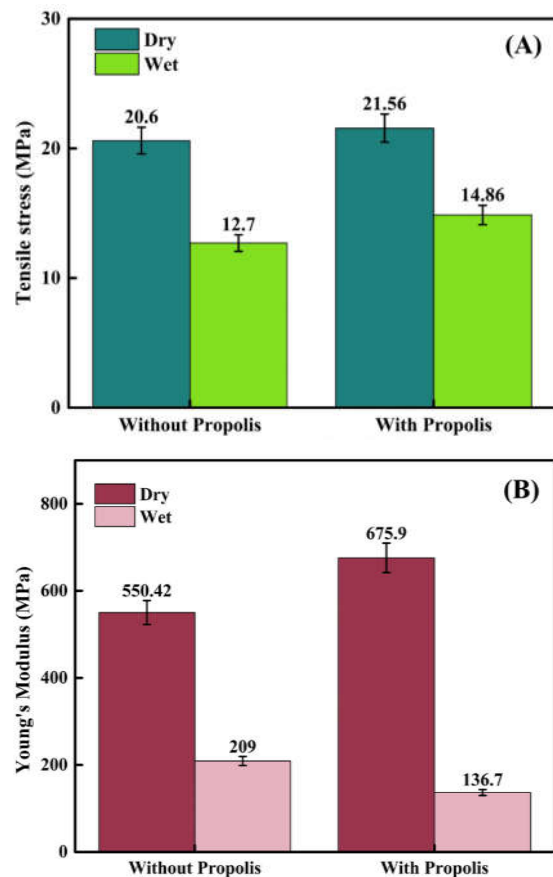 30
Dry
Wet
(A)
20.6
21.56
20
12.7
14.86
10
0
Tensile stress (MPa)
Without Propolis
With Propolis
Dry
Wet
(B)
800
675.9
600
550.42
400
200
209
136.7
0
Young's Modulus (MPa)
Without Propolis
With Propolis